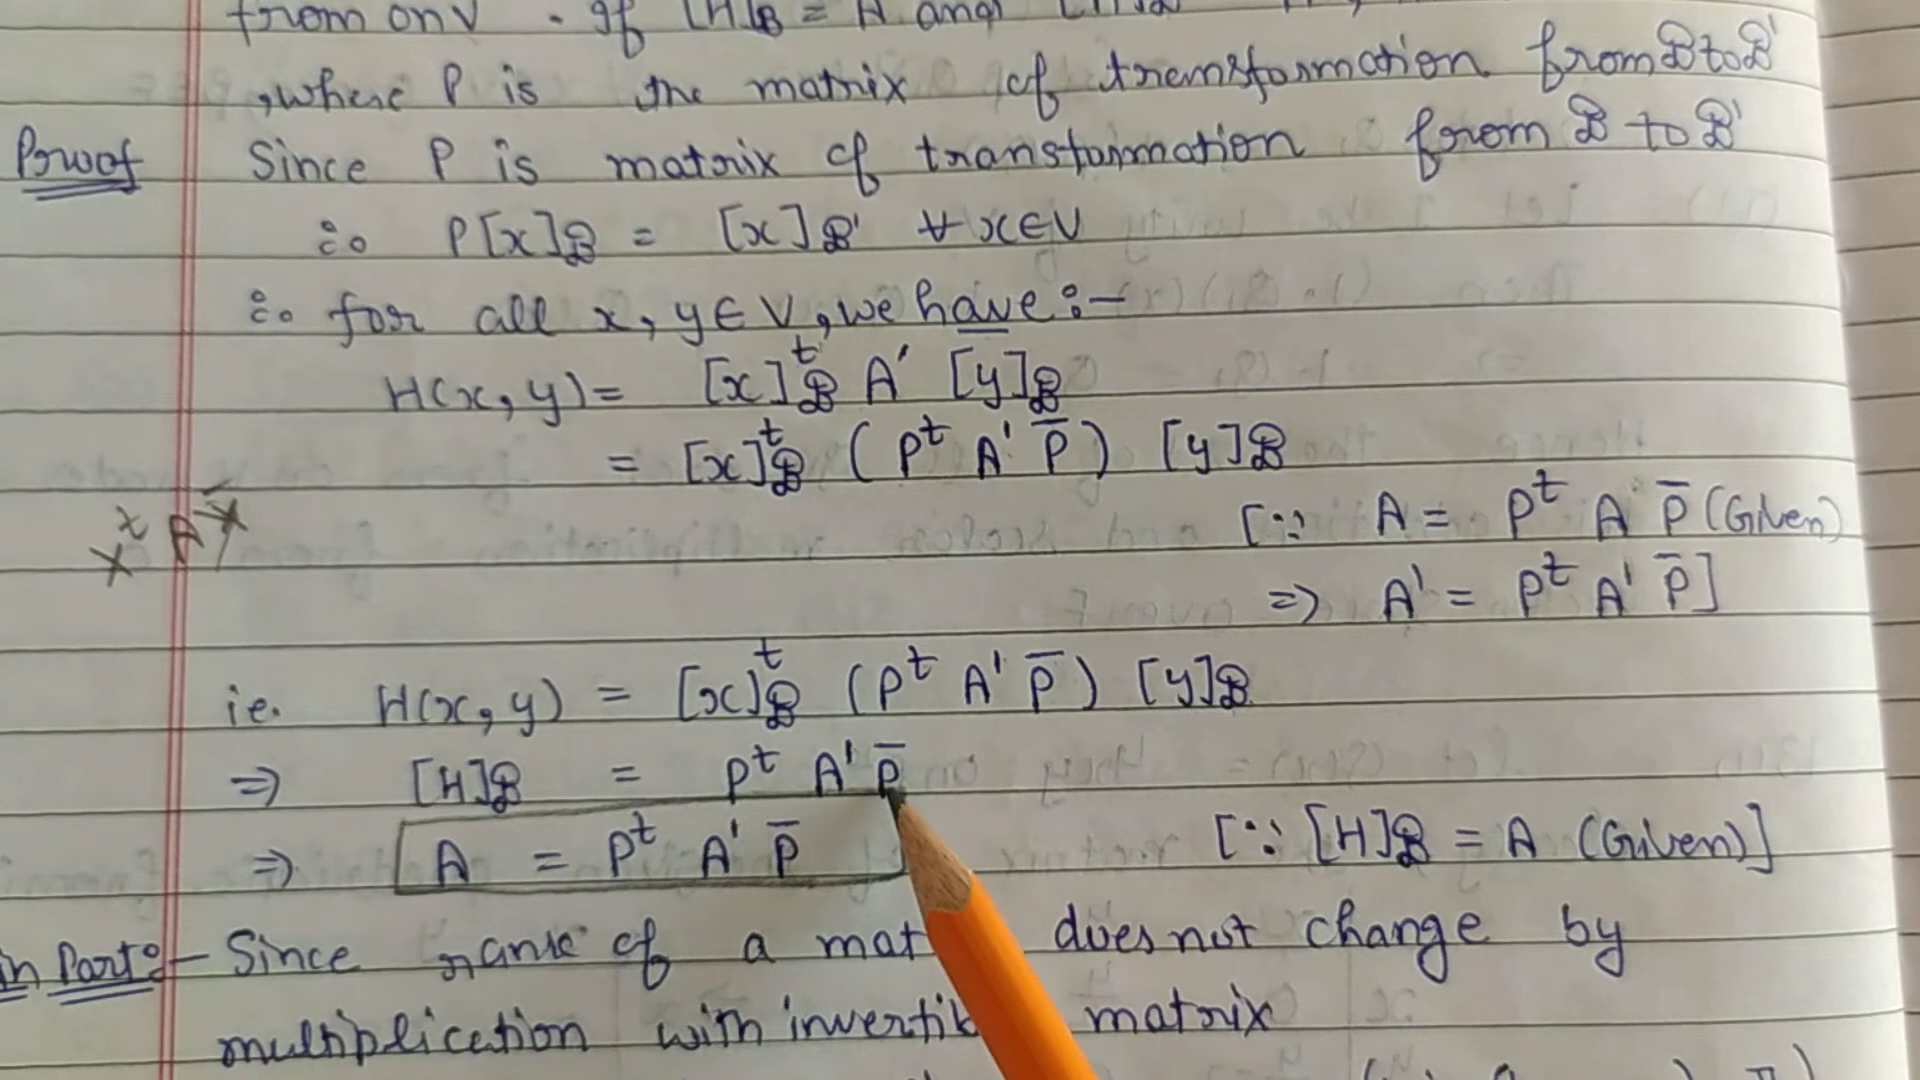 from on V . If [H]𝔅 = A and
, where P is the matrix of transformation from 𝔅 to 𝔅'
Proof Since P is matrix of transformation from 𝔅 to 𝔅'
∴ P[x]𝔅 = [x]𝔅' ∀ x∈V
∴ for all x, y∈V, we have :-
H(x, y) = [x]ᵗ𝔅 A' [y]𝔅
= [x]ᵗ𝔅 (Pᵗ A' P̅) [y]𝔅
Xᵗ A Y̅
[∵ A = Pᵗ A P̅ (Given)
=> A' = Pᵗ A' P̅]
ie. H(x, y) = [x]ᵗ𝔅 (Pᵗ A' P̅) [y]𝔅
=> [H]𝔅 = Pᵗ A' P̅
=> A = Pᵗ A' P̅ [∵ [H]𝔅 = A (Given)]
in Part :- Since rank of a mat does not change by
multiplication with invertib matrix